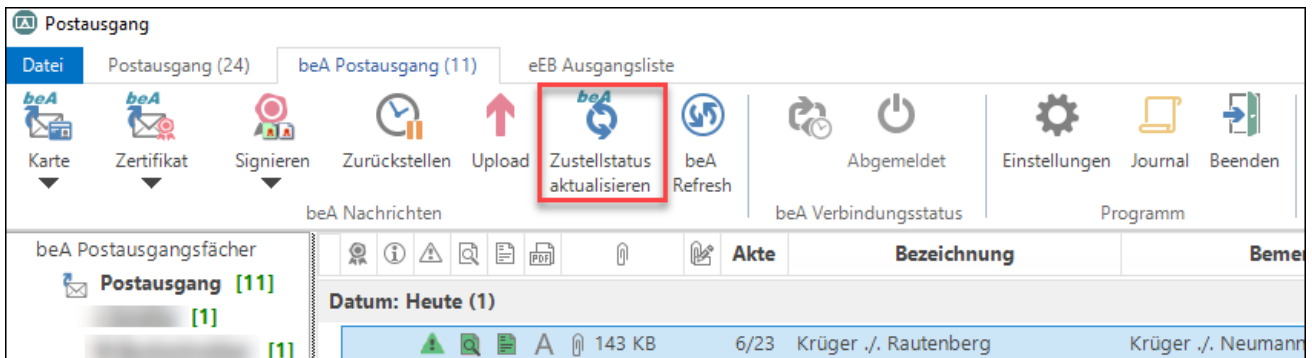 Postausgang
Datei Postausgang (24) beA Postausgang (11) eEB Ausgangsliste
beA beA beA
Karte Zertifikat Signieren Zurückstellen Upload Zustellstatus aktualisieren beA Refresh Abgemeldet Einstellungen Journal Beenden
beA Nachrichten beA Verbindungsstatus Programm
beA Postausgangsfächer PDF Akte Bezeichnung Bemer
Postausgang [11]
Datum: Heute (1)
[1]
A 143 KB 6/23 Krüger ./. Rautenberg Krüger ./. Neumann
[1]